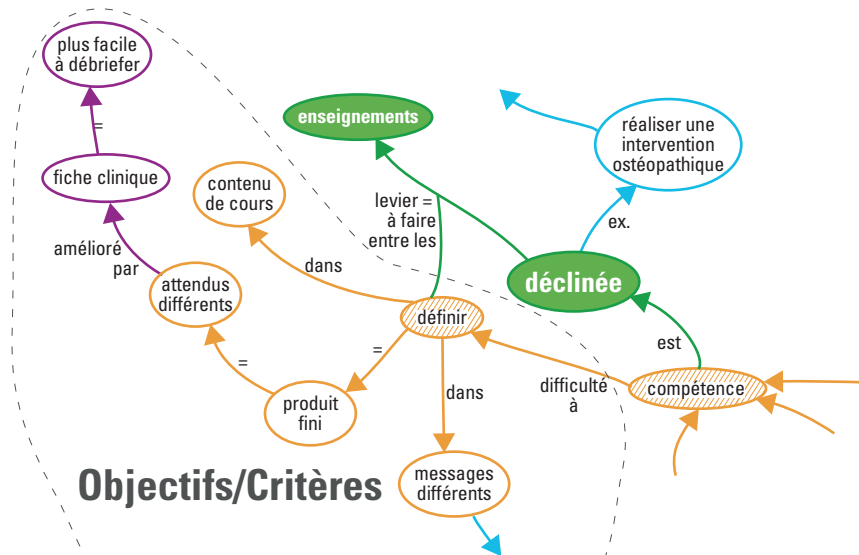 plus facile
à débriefer
=
fiche clinique
amélioré
par
attendus
différents
=
produit
fini
=
contenu
de cours
dans
enseignements
levier =
à faire
entre les
définir
dans
messages
différents
réaliser une
intervention
ostéopathique
ex.
déclinée
est
difficulté
à
compétence
Objectifs/Critères